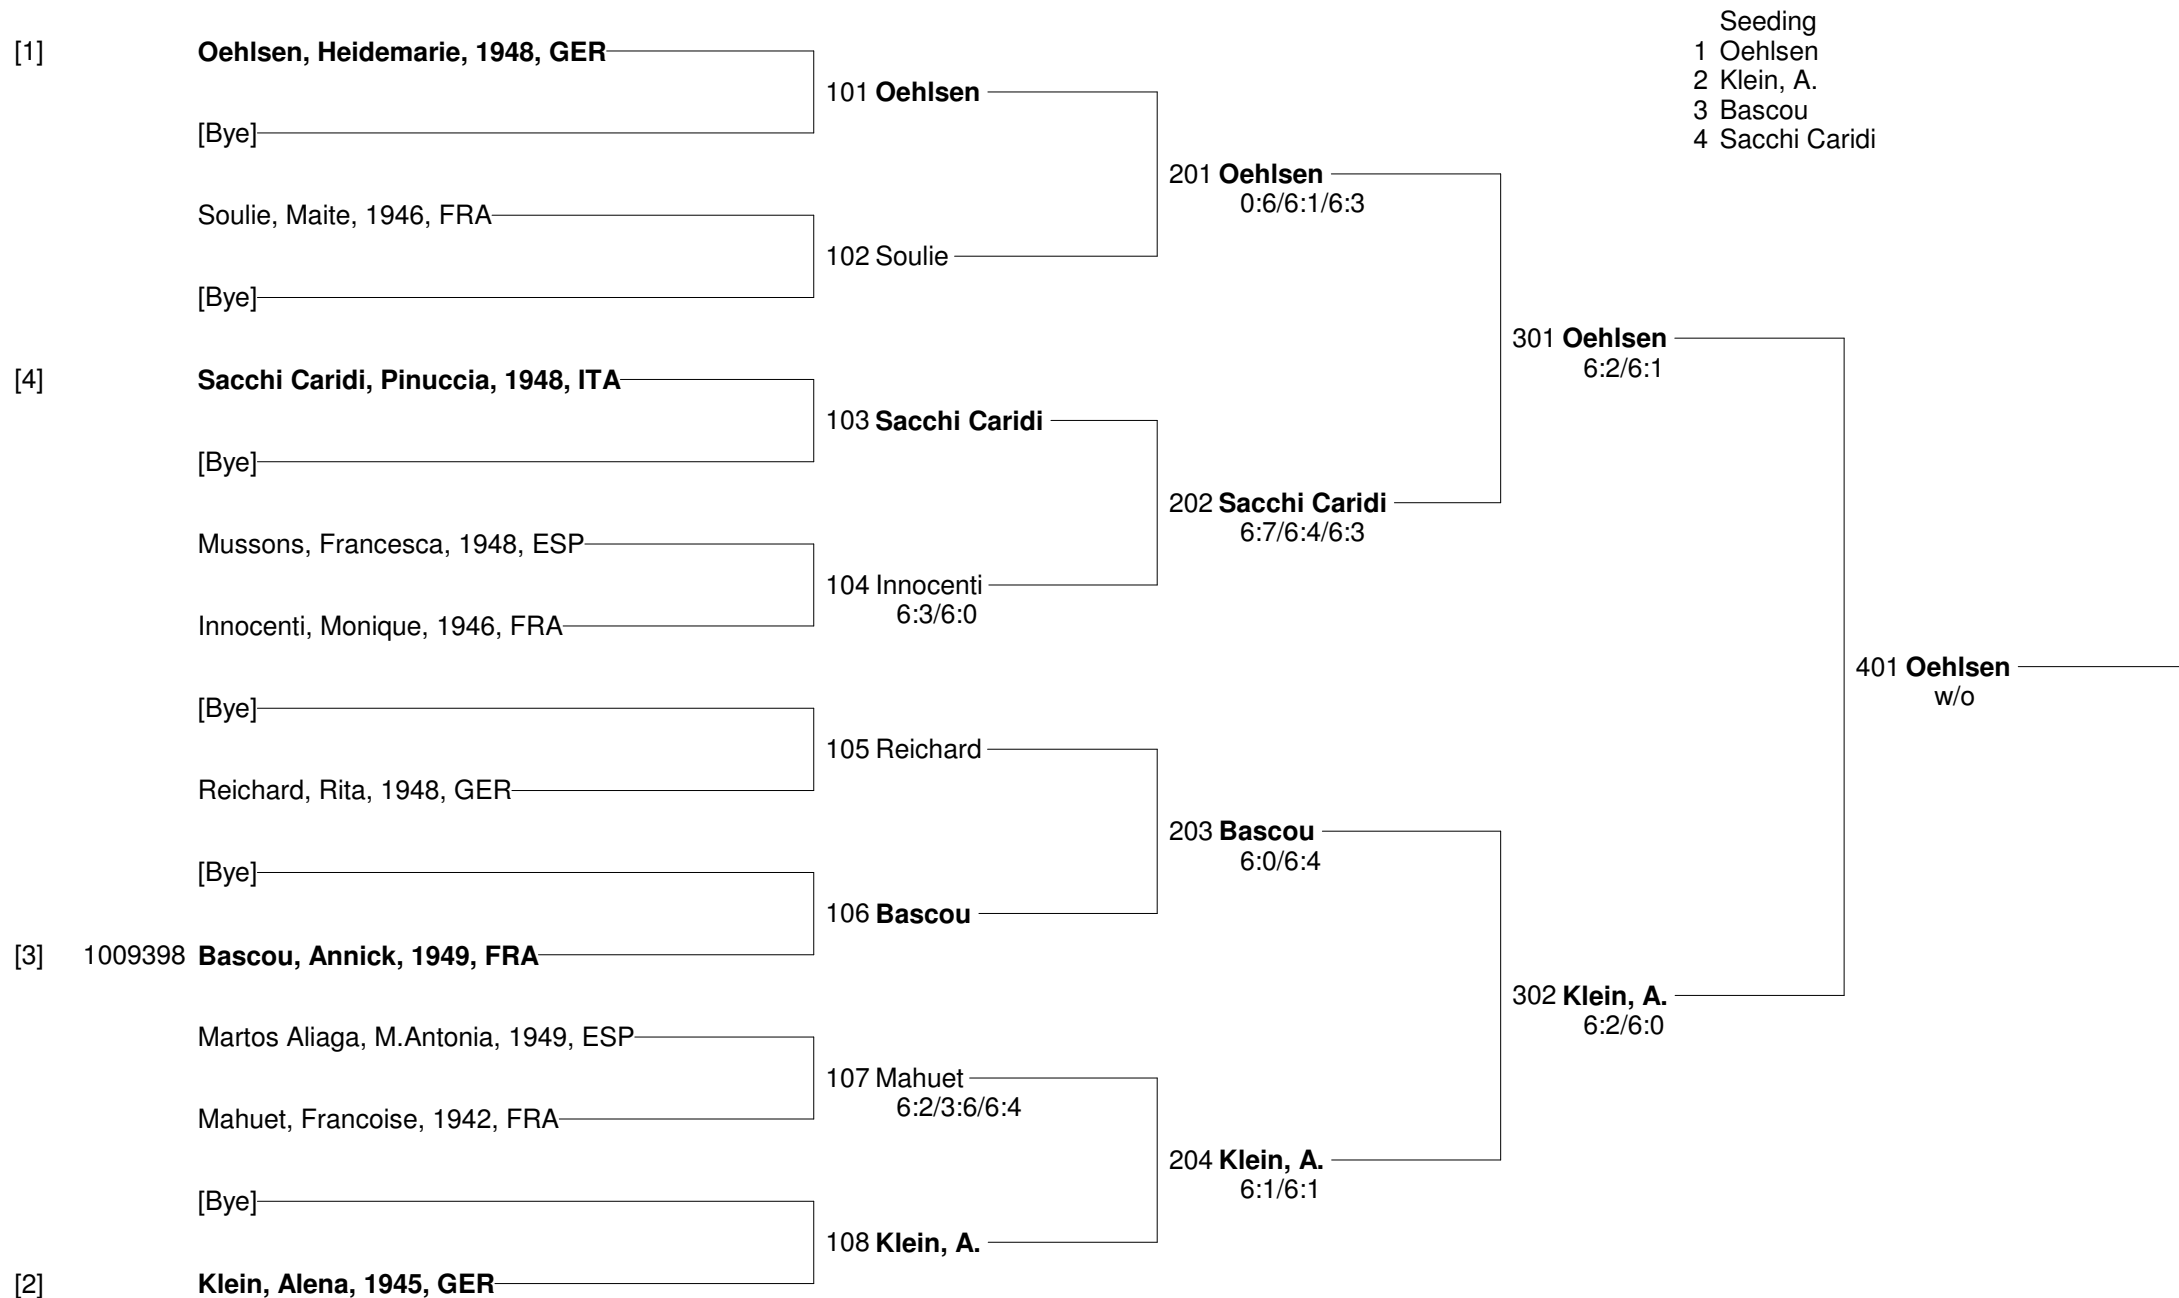 Seeding
1 Oehlsen
2 Klein, A.
3 Bascou
4 Sacchi Caridi
[1] Oehlsen, Heidemarie, 1948, GER
101 Oehlsen
[Bye]
201 Oehlsen
0:6/6:1/6:3
Soulie, Maite, 1946, FRA
102 Soulie
[Bye]
301 Oehlsen
6:2/6:1
[4] Sacchi Caridi, Pinuccia, 1948, ITA
103 Sacchi Caridi
[Bye]
202 Sacchi Caridi
6:7/6:4/6:3
Mussons, Francesca, 1948, ESP
104 Innocenti
6:3/6:0
Innocenti, Monique, 1946, FRA
401 Oehlsen
w/o
[Bye]
105 Reichard
Reichard, Rita, 1948, GER
203 Bascou
6:0/6:4
[Bye]
106 Bascou
[3] 1009398 Bascou, Annick, 1949, FRA
302 Klein, A.
6:2/6:0
Martos Aliaga, M.Antonia, 1949, ESP
107 Mahuet
6:2/3:6/6:4
Mahuet, Francoise, 1942, FRA
204 Klein, A.
6:1/6:1
[Bye]
108 Klein, A.
[2] Klein, Alena, 1945, GER